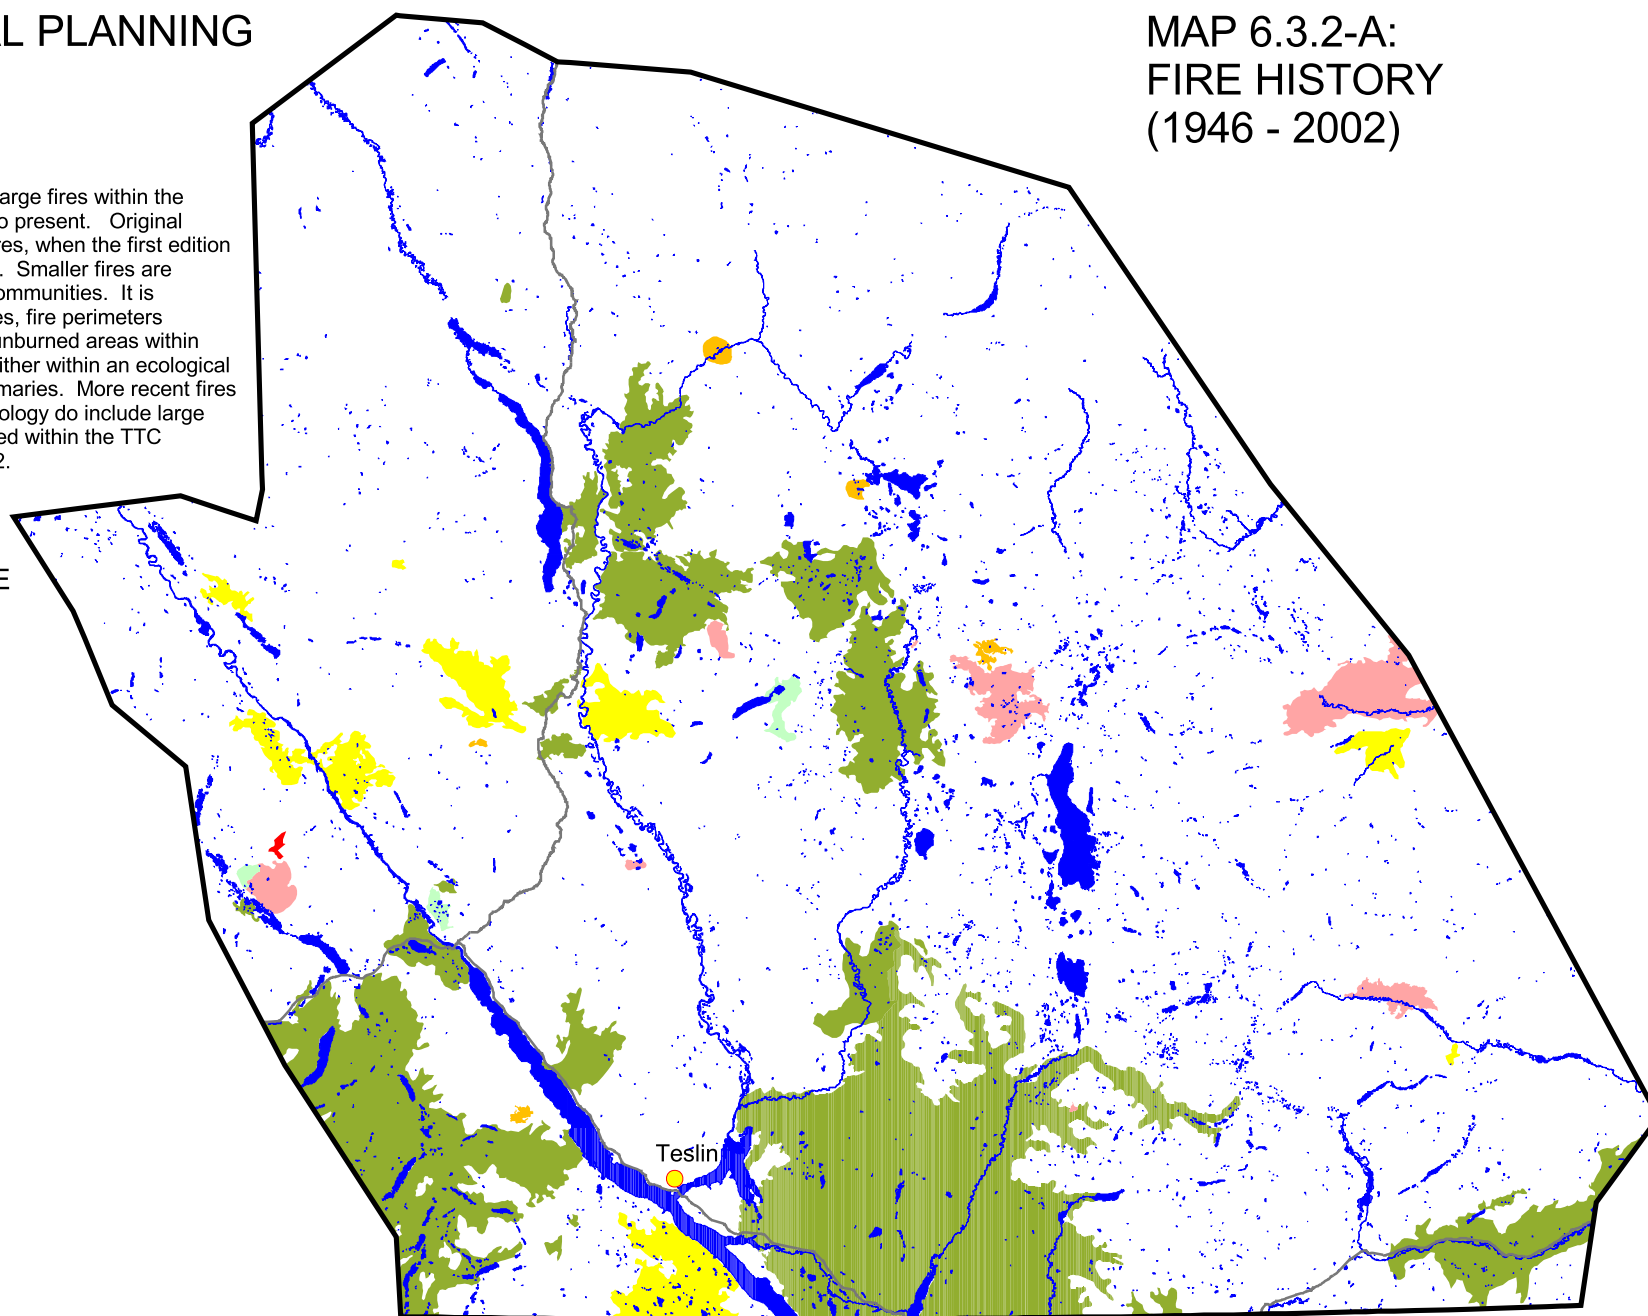 L PLANNING
MAP 6.3.2-A:
FIRE HISTORY
(1946 - 2002)
arge fires within the
o present. Original
res, when the first edition
. Smaller fires are
ommunities. It is
es, fire perimeters
unburned areas within
ither within an ecological
maries. More recent fires
ology do include large
ed within the TTC
2.
E
Teslin